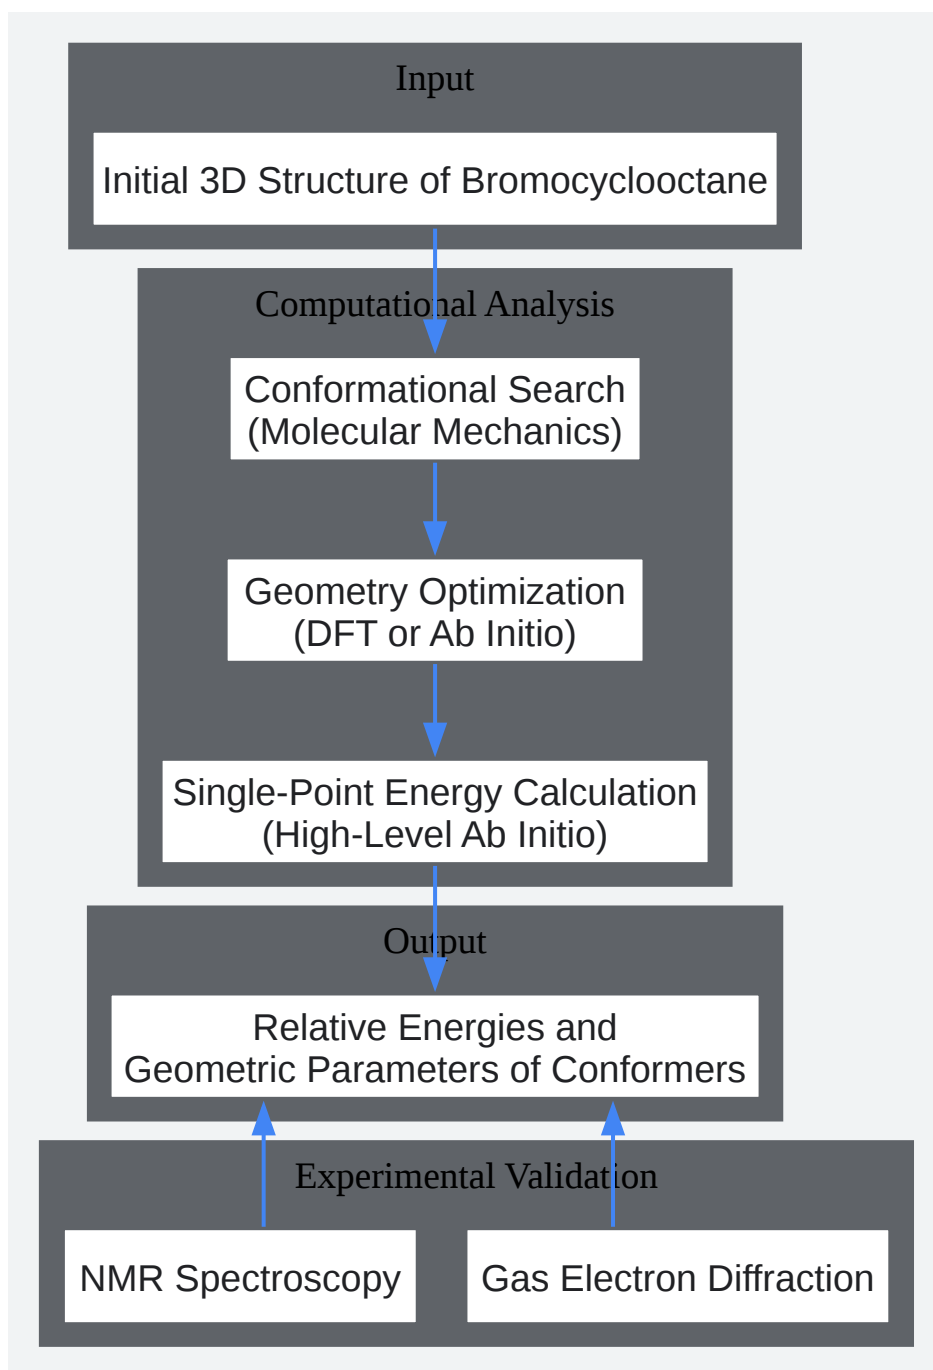 Input
Initial 3D Structure of Bromocyclooctane
Computational Analysis
Conformational Search
(Molecular Mechanics)
Geometry Optimization
(DFT or Ab Initio)
Single-Point Energy Calculation
(High-Level Ab Initio)
Output
Relative Energies and
Geometric Parameters of Conformers
Experimental Validation
NMR Spectroscopy
Gas Electron Diffraction